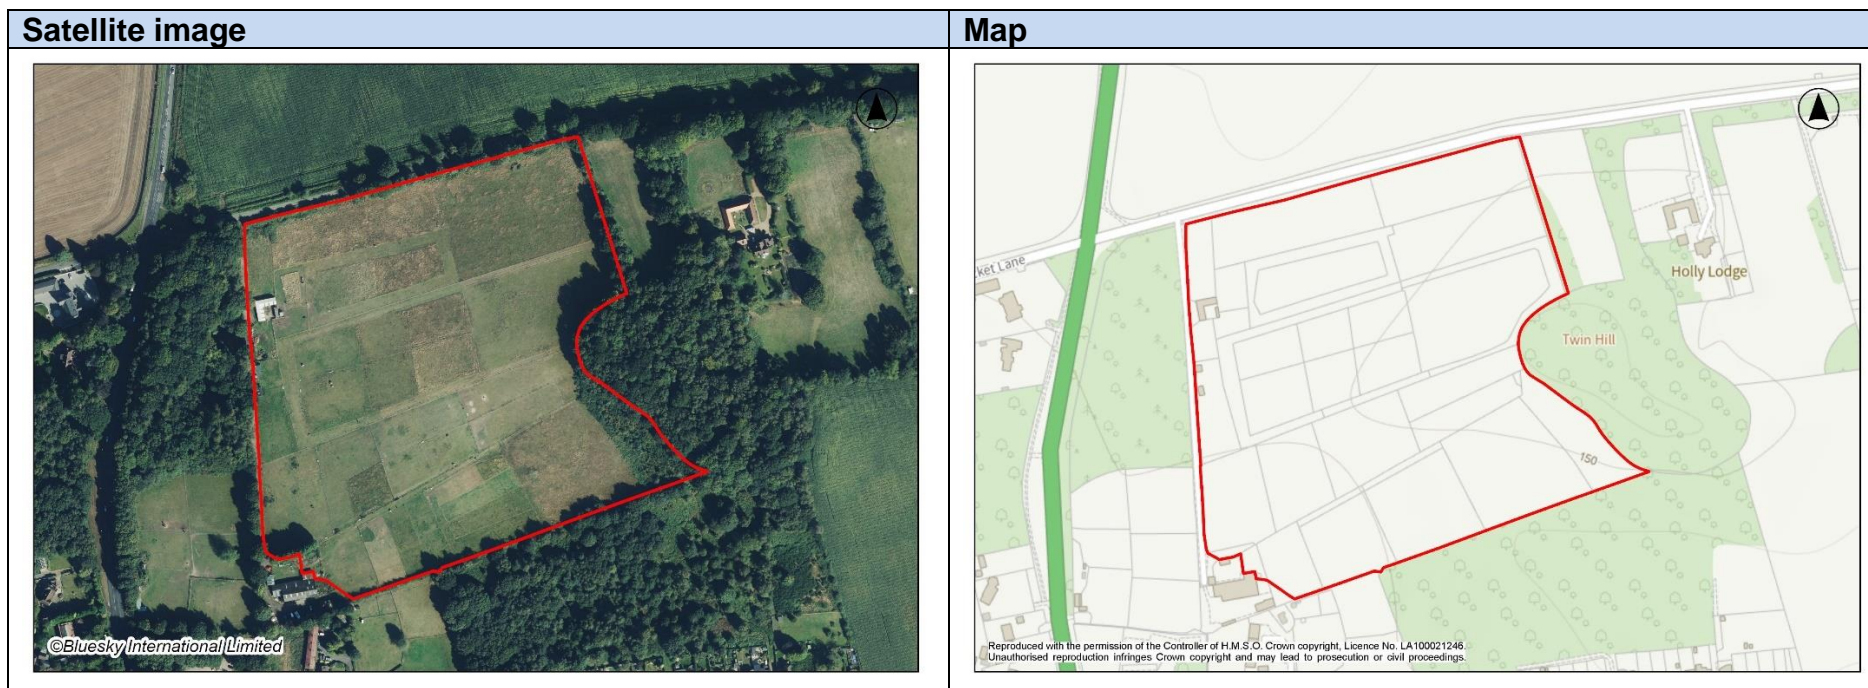 Satellite image
Map
©Bluesky International Limited
ket Lane
Holly Lodge
Twin Hill
150
Reproduced with the permission of the Controller of H.M.S.O. Crown copyright, Licence No. LA100021246.
Unauthorised reproduction infringes Crown copyright and may lead to prosecution or civil proceedings.